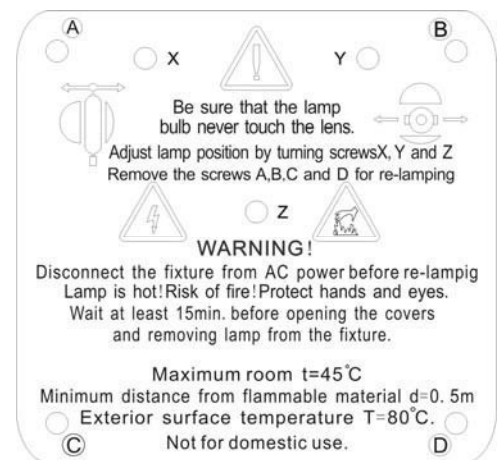 A B
X Y
Be sure that the lamp
bulb never touch the lens.
Adjust lamp position by turning screwsX, Y and Z
Remove the screws A,B,C and D for re-lamping
Z
WARNING!
Disconnect the fixture from AC power before re-lampig
Lamp is hot!Risk of fire!Protect hands and eyes.
Wait at least 15min. before opening the covers
and removing lamp from the fixture.
Maximum room t=45℃
Minimum distance from flammable material d=0.5m
Exterior surface temperature T=80℃.
C Not for domestic use. D